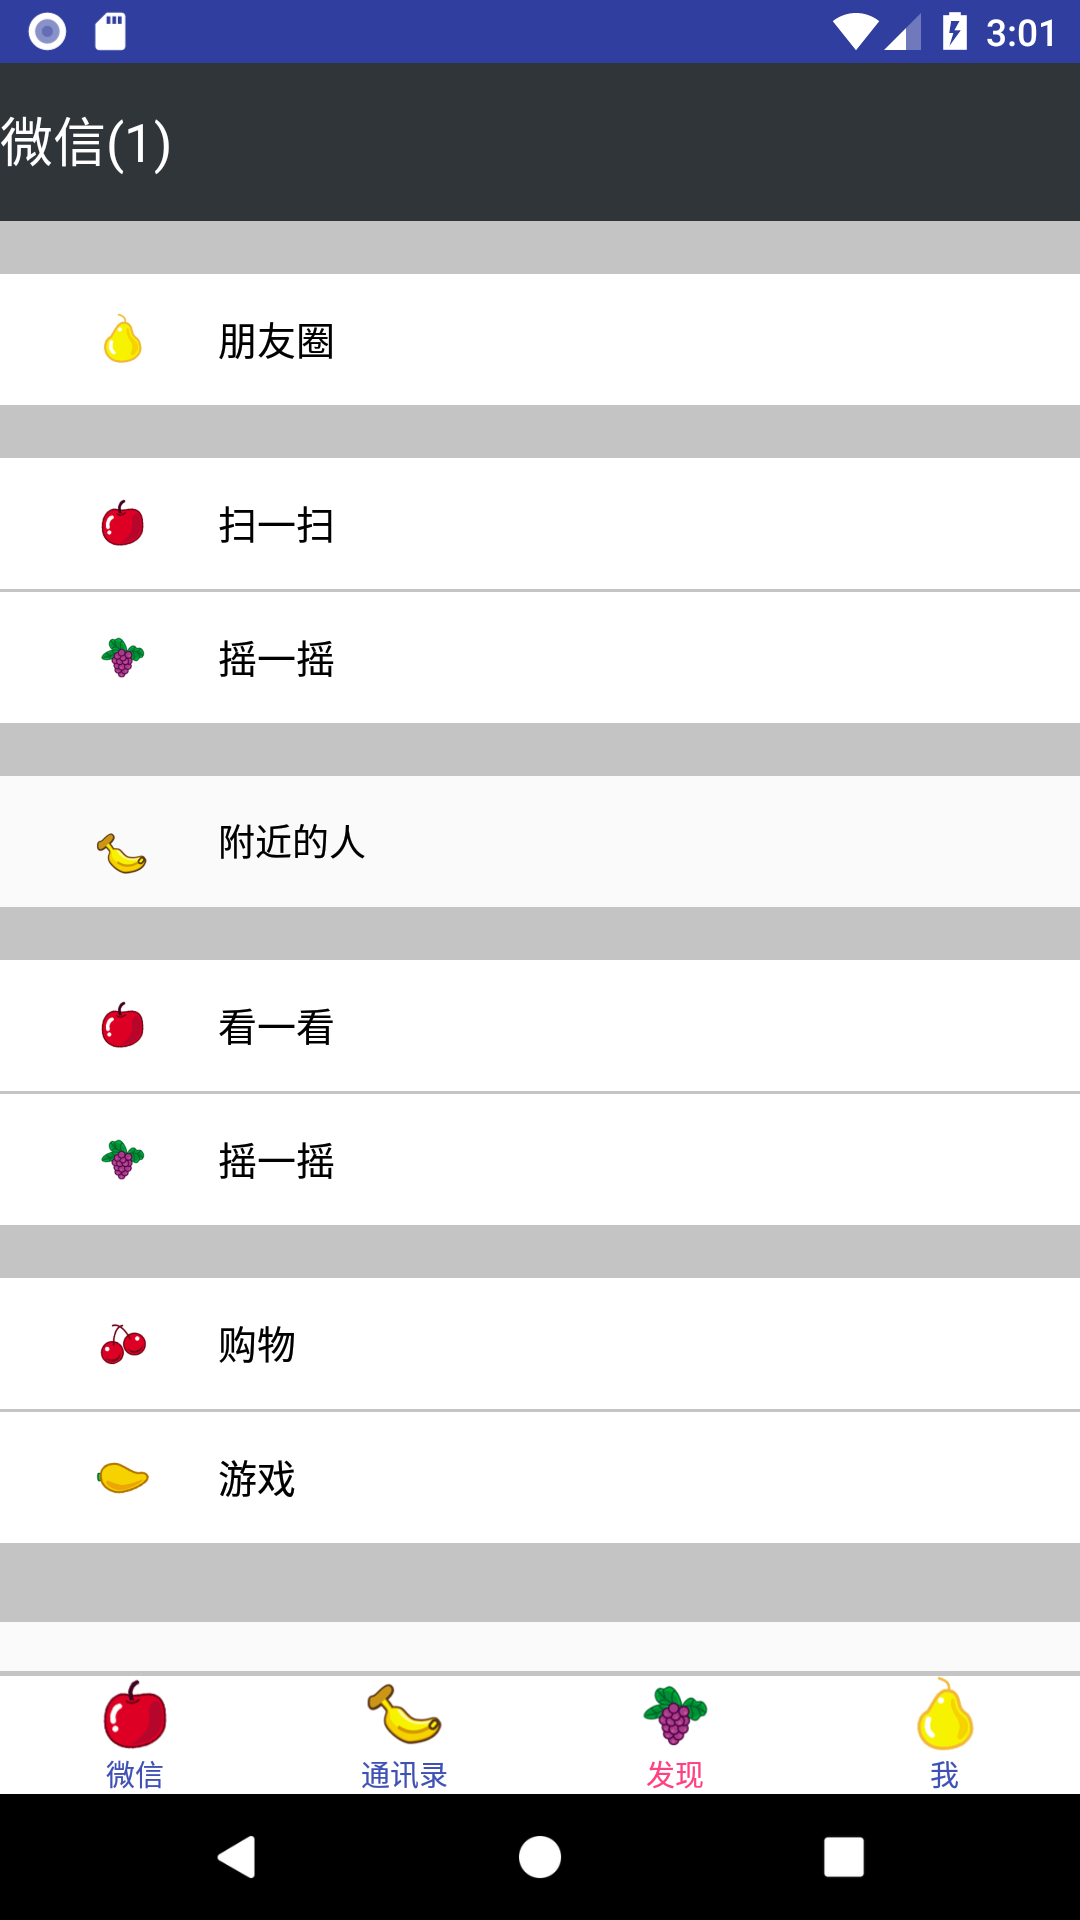 3:01
微信(1)
朋友圈
扫一扫
摇一摇
附近的人
看一看
摇一摇
购物
游戏
微信 通讯录 发现 我